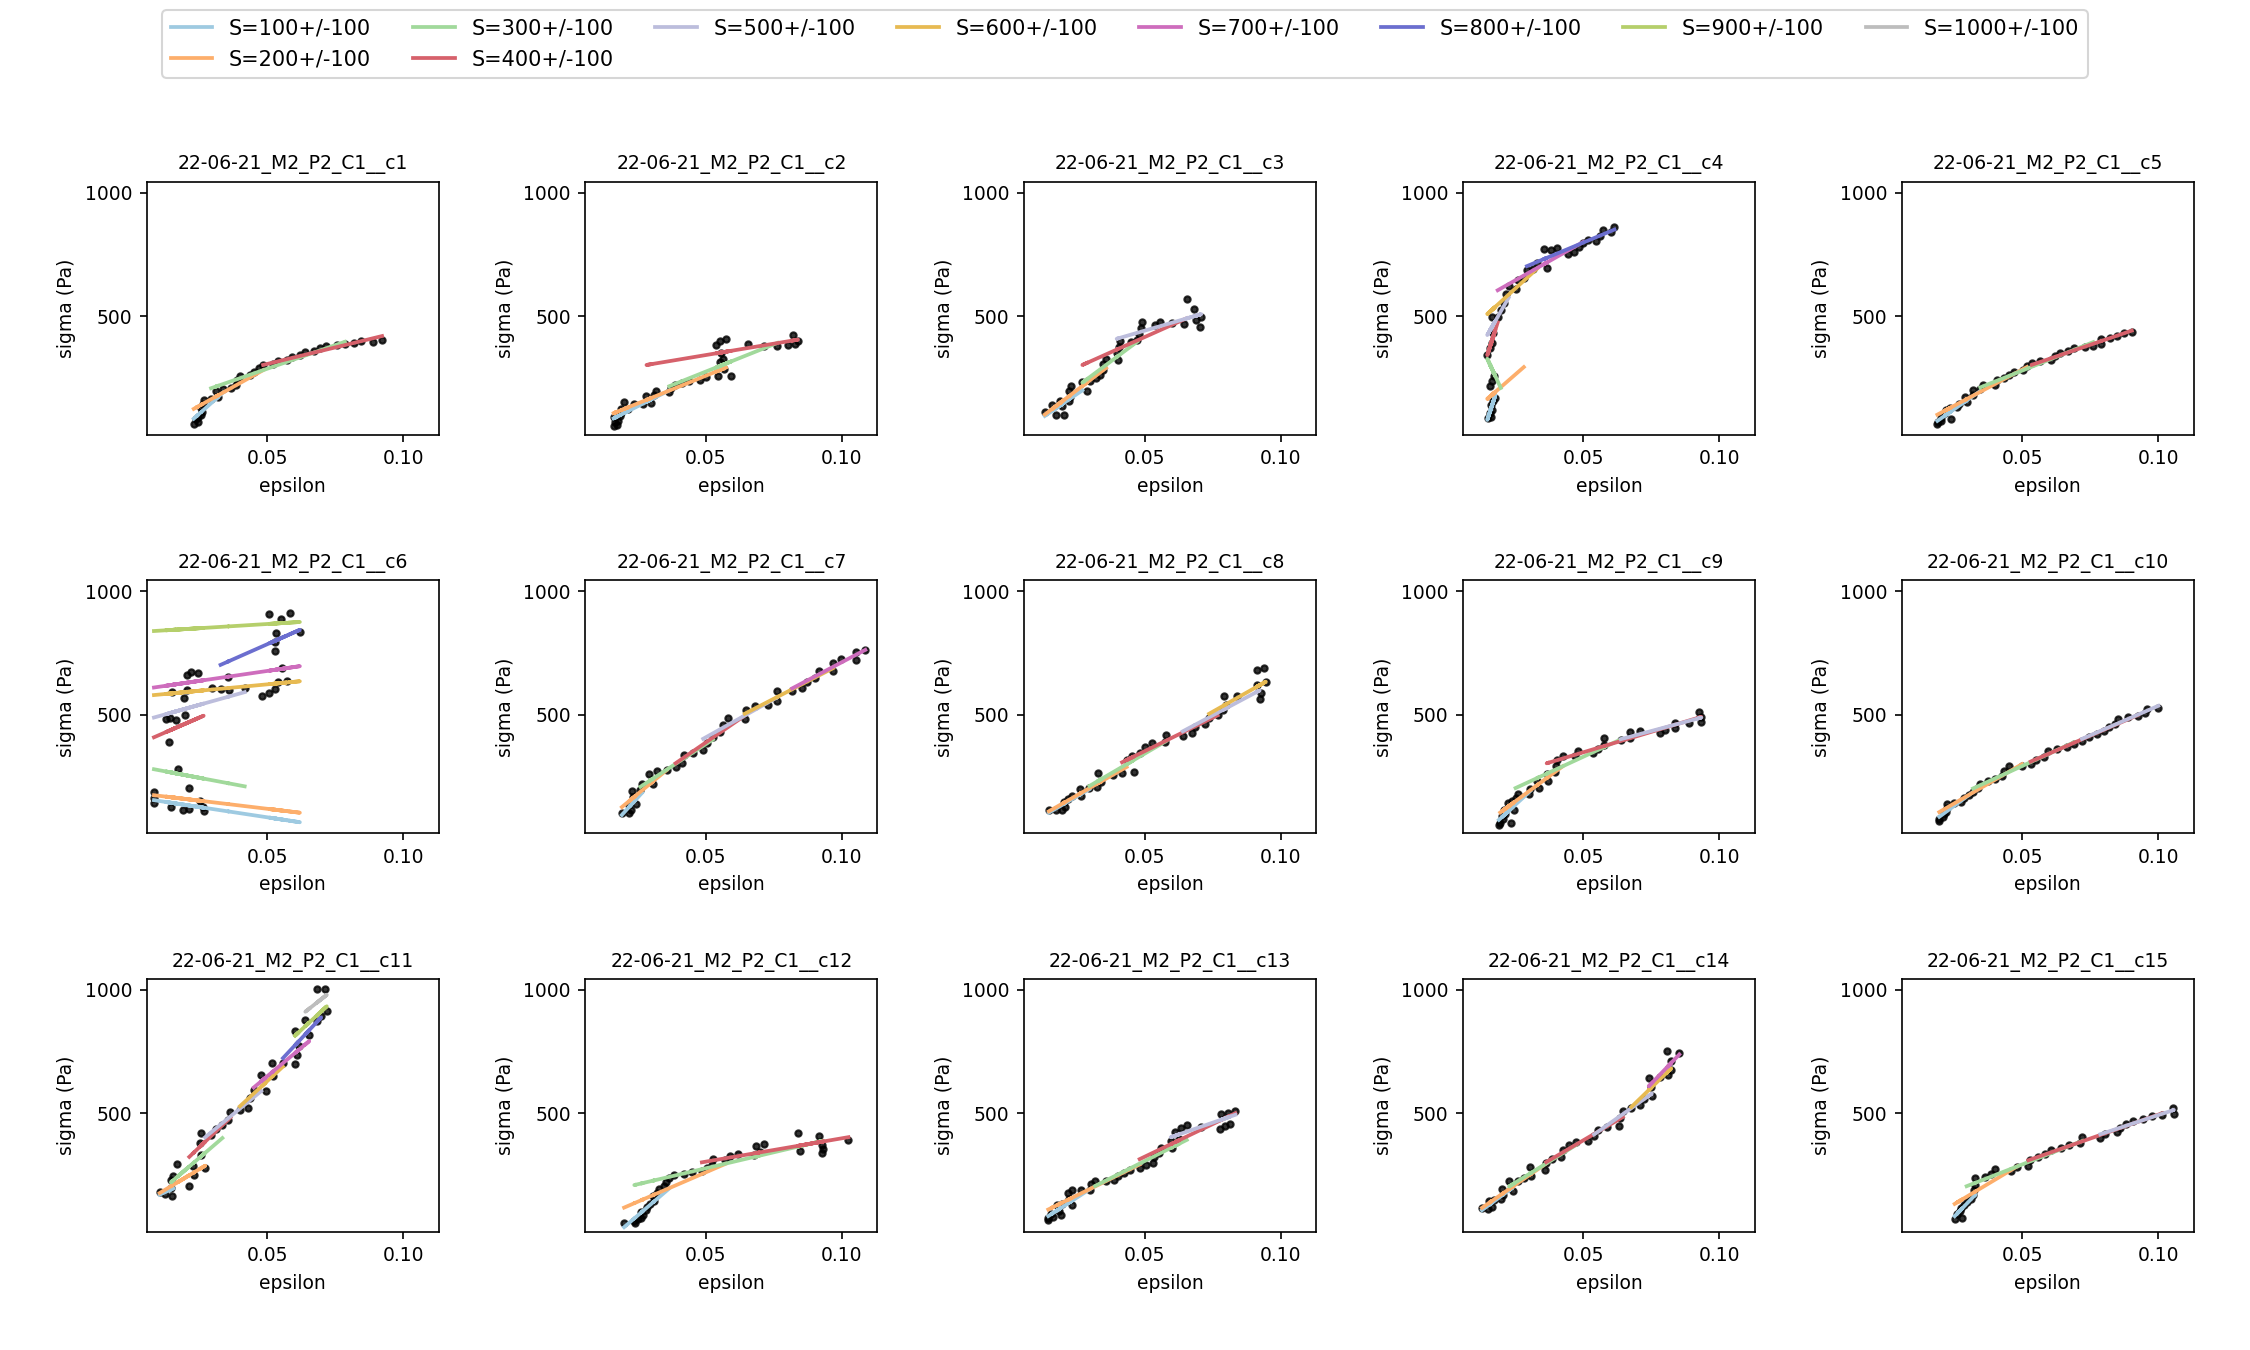 S=100+/-100 S=300+/-100 S=500+/-100 S=600+/-100 S=700+/-100 S=800+/-100 S=900+/-100 S=1000+/-100
S=200+/-100 S=400+/-100
22-06-21_M2_P2_C1__c1 22-06-21_M2_P2_C1__c2 22-06-21_M2_P2_C1__c3 22-06-21_M2_P2_C1__c4 22-06-21_M2_P2_C1__c5
1000 1000 1000 1000 1000
sigma (Pa) sigma (Pa) sigma (Pa) sigma (Pa) sigma (Pa)
500 500 500 500 500
0.05 0.10 0.05 0.10 0.05 0.10 0.05 0.10 0.05 0.10
epsilon epsilon epsilon epsilon epsilon
22-06-21_M2_P2_C1__c6 22-06-21_M2_P2_C1__c7 22-06-21_M2_P2_C1__c8 22-06-21_M2_P2_C1__c9 22-06-21_M2_P2_C1__c10
1000 1000 1000 1000 1000
sigma (Pa) sigma (Pa) sigma (Pa) sigma (Pa) sigma (Pa)
500 500 500 500 500
0.05 0.10 0.05 0.10 0.05 0.10 0.05 0.10 0.05 0.10
epsilon epsilon epsilon epsilon epsilon
22-06-21_M2_P2_C1__c11 22-06-21_M2_P2_C1__c12 22-06-21_M2_P2_C1__c13 22-06-21_M2_P2_C1__c14 22-06-21_M2_P2_C1__c15
1000 1000 1000 1000 1000
sigma (Pa) sigma (Pa) sigma (Pa) sigma (Pa) sigma (Pa)
500 500 500 500 500
0.05 0.10 0.05 0.10 0.05 0.10 0.05 0.10 0.05 0.10
epsilon epsilon epsilon epsilon epsilon